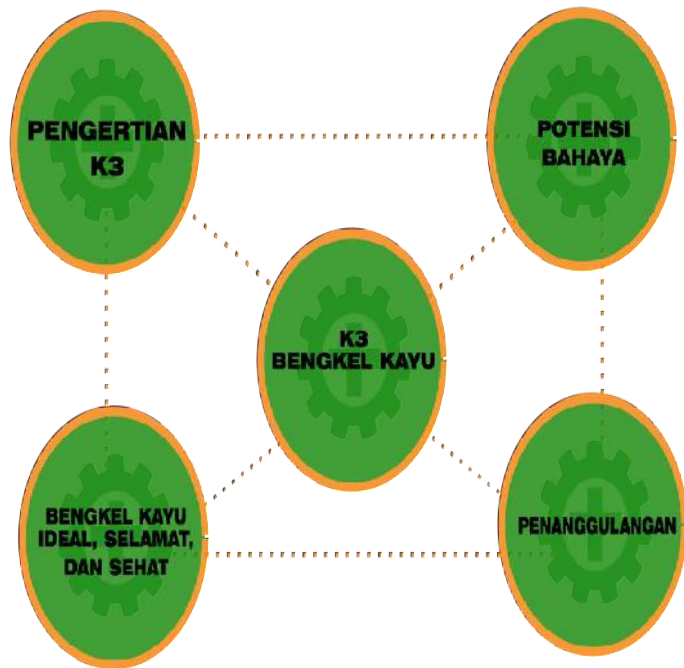 PENGERTIAN
K3
POTENSI
BAHAYA
K3
BENGKEL KAYU
BENGKEL KAYU
IDEAL, SELAMAT,
DAN SEHAT
PENANGGULANGAN